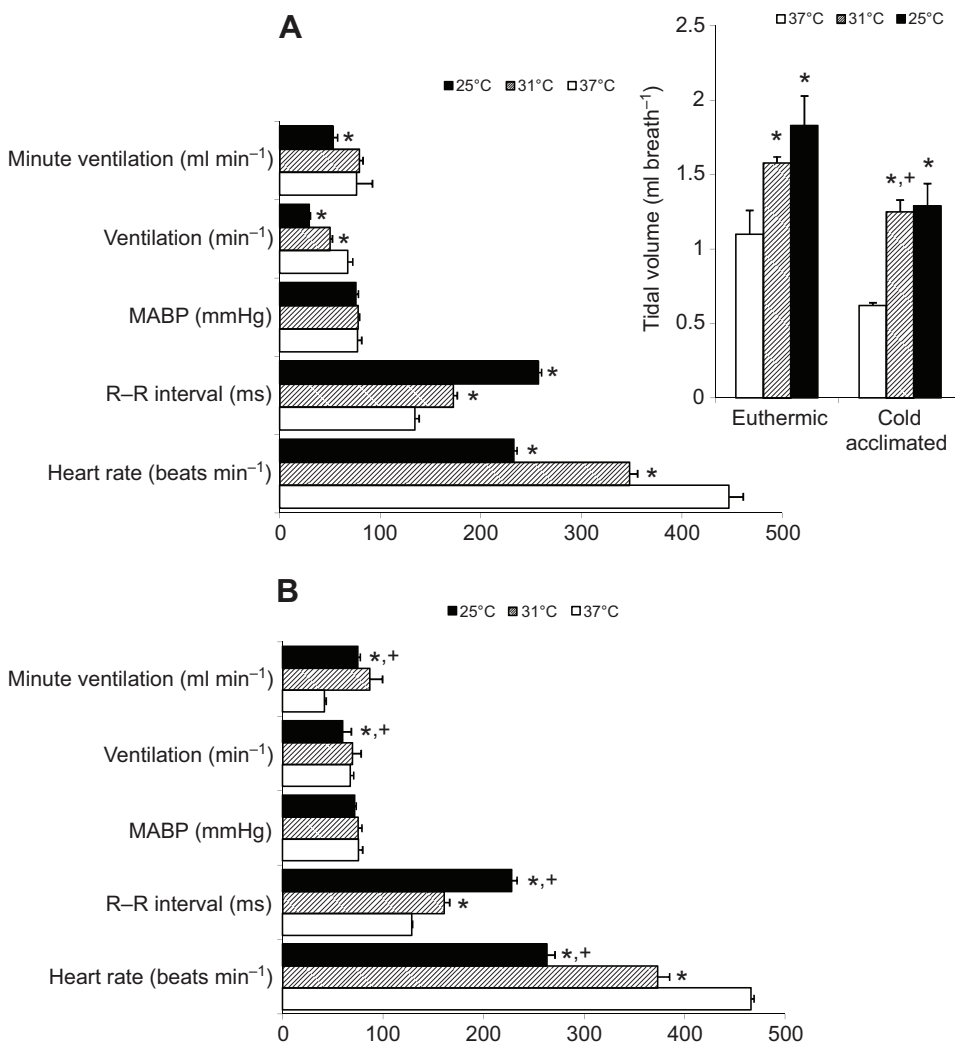 A
25°C 31°C 37°C
Minute ventilation (ml min⁻¹)
*
Ventilation (min⁻¹)
*
*
MABP (mmHg)
R–R interval (ms)
*
*
Heart rate (beats min⁻¹)
*
*
0 100 200 300 400 500
37°C 31°C 25°C
Tidal volume (ml breath⁻¹)
2.5
2
1.5
1
0.5
0
*
*
*,+
*
Euthermic
Cold
acclimated
B
25°C 31°C 37°C
Minute ventilation (ml min⁻¹)
*,+
Ventilation (min⁻¹)
*,+
MABP (mmHg)
R–R interval (ms)
*,+
*
Heart rate (beats min⁻¹)
*,+
*
0 100 200 300 400 500